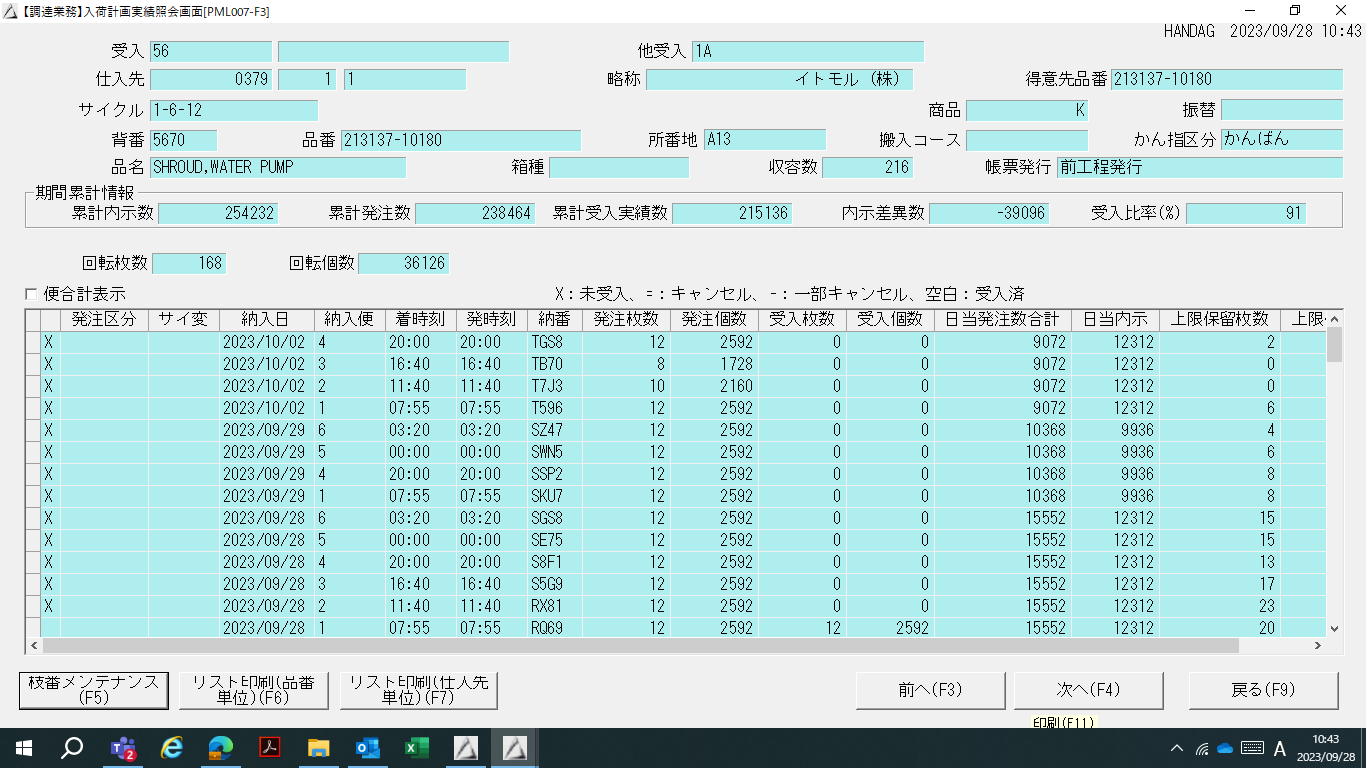 【調達業務】入荷計画実績照会画面[PML007-F3]
HANDAG 2023/09/28 10:43
受入 56 他受入 1A
仕入先 0379 1 1 略称 イトモル（株） 得意先品番 213137-10180
サイクル 1-6-12 商品 K 振替
背番 5670 品番 213137-10180 所番地 A13 搬入コース かん指区分 かんばん
品名 SHROUD,WATER PUMP 箱種 収容数 216 帳票発行 前工程発行
期間累計情報
累計内示数 254232 累計発注数 238464 累計受入実績数 215136 内示差異数 -39096 受入比率(%) 91
回転枚数 168 回転個数 36126
便合計表示 X：未受入、=：キャンセル、-：一部キャンセル、空白：受入済
発注区分 サイ変 納入日 納入便 着時刻 発時刻 納番 発注枚数 発注個数 受入枚数 受入個数 日当発注数合計 日当内示 上限保留枚数 上限
X 2023/10/02 4 20:00 20:00 TGS8 12 2592 0 0 9072 12312 2
X 2023/10/02 3 16:40 16:40 TB70 8 1728 0 0 9072 12312 0
X 2023/10/02 2 11:40 11:40 T7J3 10 2160 0 0 9072 12312 0
X 2023/10/02 1 07:55 07:55 T596 12 2592 0 0 9072 12312 6
X 2023/09/29 6 03:20 03:20 SZ47 12 2592 0 0 10368 9936 4
X 2023/09/29 5 00:00 00:00 SWN5 12 2592 0 0 10368 9936 6
X 2023/09/29 4 20:00 20:00 SSP2 12 2592 0 0 10368 9936 8
X 2023/09/29 1 07:55 07:55 SKU7 12 2592 0 0 10368 9936 8
X 2023/09/28 6 03:20 03:20 SGS8 12 2592 0 0 15552 12312 15
X 2023/09/28 5 00:00 00:00 SE75 12 2592 0 0 15552 12312 15
X 2023/09/28 4 20:00 20:00 S8F1 12 2592 0 0 15552 12312 13
X 2023/09/28 3 16:40 16:40 S5G9 12 2592 0 0 15552 12312 17
X 2023/09/28 2 11:40 11:40 RX81 12 2592 0 0 15552 12312 23
2023/09/28 1 07:55 07:55 RQ69 12 2592 12 2592 15552 12312 20
枝番メンテナンス
(F5)
リスト印刷(品番
単位)(F6)
リスト印刷(仕入先
単位)(F7)
前へ(F3)
次へ(F4)
戻る(F9)
印刷(F11)
2
A
10:43
2023/09/28